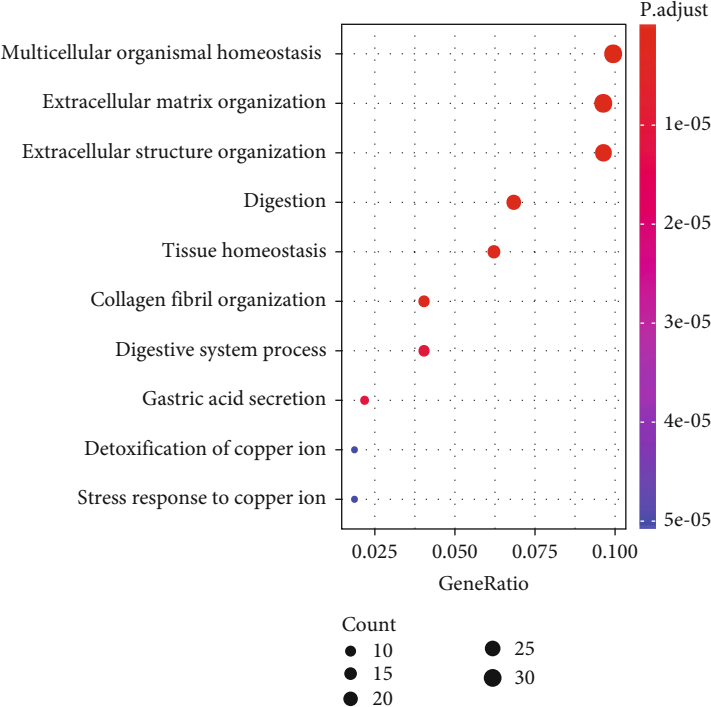 P.adjust
Multicellular organismal homeostasis
Extracellular matrix organization
Extracellular structure organization
Digestion
Tissue homeostasis
Collagen fibril organization
Digestive system process
Gastric acid secretion
Detoxification of copper ion
Stress response to copper ion
1e-05
2e-05
3e-05
4e-05
5e-05
0.025 0.050 0.075 0.100
GeneRatio
Count
10
15
20
25
30